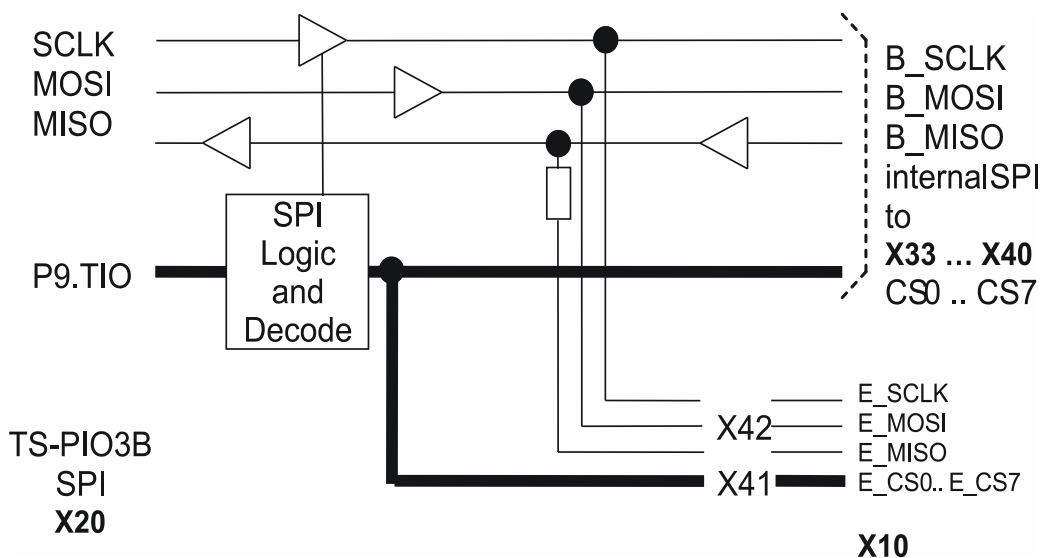 SCLK
MOSI
MISO
P9.TIO
SPI
Logic
and
Decode
B_SCLK
B_MOSI
B_MISO
internalSPI
to
X33 ... X40
CS0 .. CS7
E_SCLK
X42
E_MOSI
E_MISO
X41
E_CS0.. E_CS7
TS-PIO3B
SPI
X20
X10